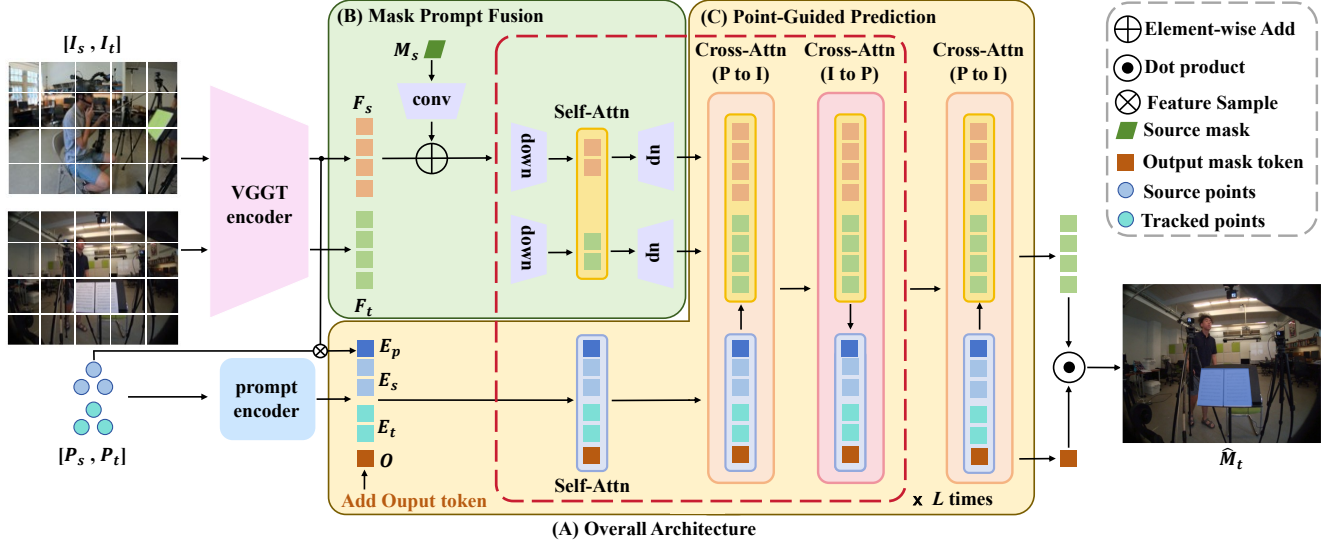 (B) Mask Prompt Fusion
(C) Point-Guided Prediction
[I_s , I_t]
M_s
conv
F_s
Self-Attn
down
up
VGGT
encoder
down
up
F_t
Cross-Attn
(P to I)
Cross-Attn
(I to P)
Cross-Attn
(P to I)
Element-wise Add
Dot product
Feature Sample
Source mask
Output mask token
Source points
Tracked points
E_p
E_s
prompt
encoder
E_t
[P_s , P_t]
O
Add Ouput token
Self-Attn
x L times
M̂_t
(A) Overall Architecture